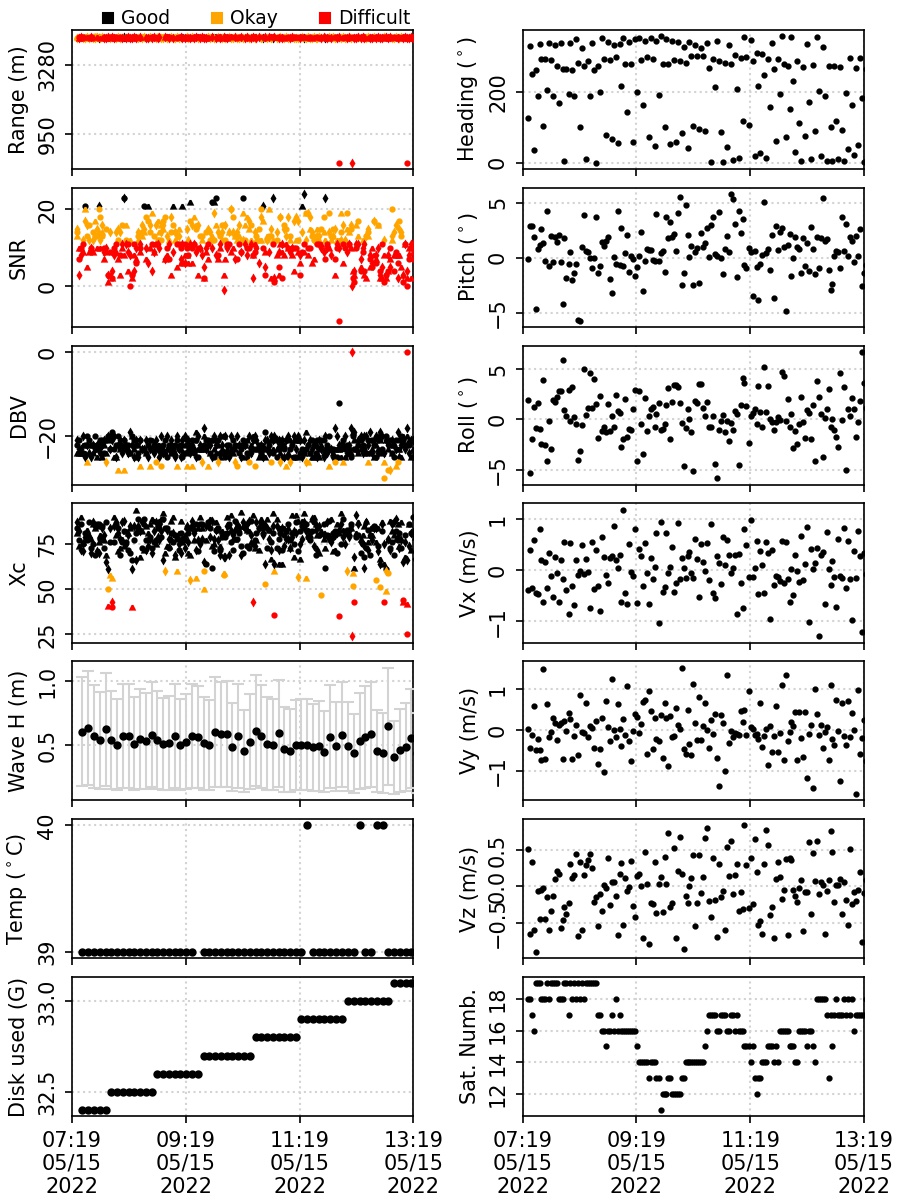 Good Okay Difficult
Range (m)
3280
950
Heading (°)
200
0
SNR
20
0
Pitch (°)
5
0
−5
DBV
0
−20
Roll (°)
5
0
−5
Xc
75
50
25
Vx (m/s)
1
0
−1
Wave H (m)
1.0
0.5
Vy (m/s)
1
0
−1
Temp (°C)
40
39
Vz (m/s)
0.5
0.0
−0.5
Disk used (G)
33.0
32.5
Sat. Numb.
18
16
14
12
07:19 09:19 11:19 13:19 07:19 09:19 11:19 13:19
05/15 05/15 05/15 05/15 05/15 05/15 05/15 05/15
2022 2022 2022 2022 2022 2022 2022 2022